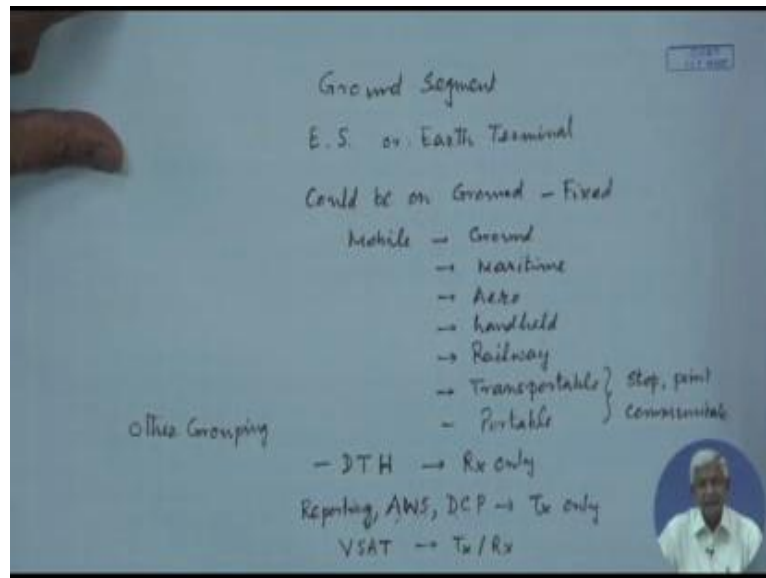 Ground Segment
E.S. or Earth Terminal
Could be on Ground - Fixed
Mobile → Ground
→ Maritime
→ Aero
→ handheld
→ Railway
→ Transportable } Stop, point
- Portable } communicate
Other Grouping
- DTH → Rx only
Reporting, AWS, DCP → Tx only
VSAT → Tx/Rx